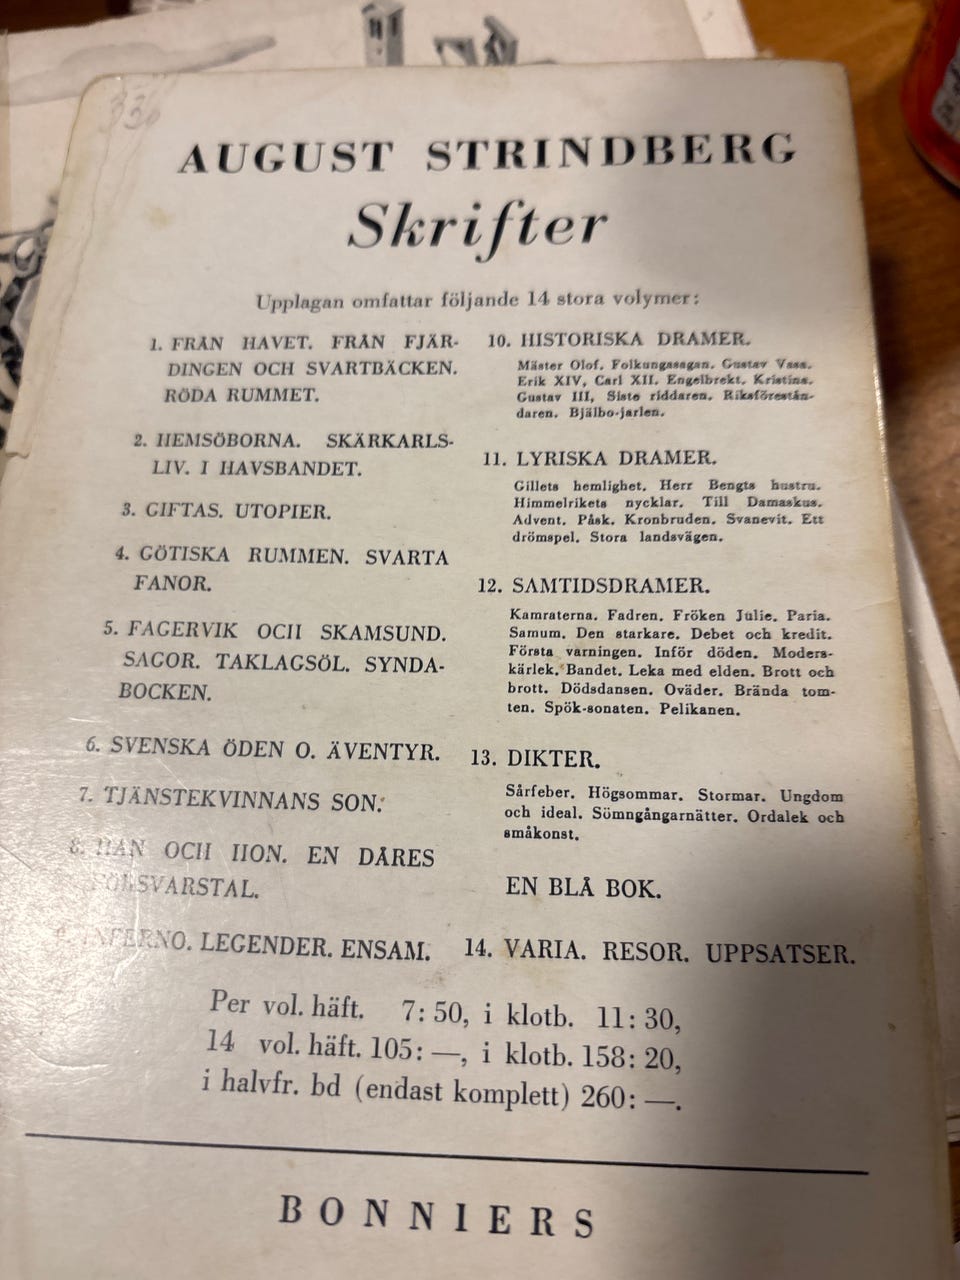 AUGUST STRINDBERG
Skrifter
Upplagan omfattar följande 14 stora volymer:
1. FRÅN HAVET. FRÅN FJÄR-
DINGEN OCH SVARTBÄCKEN.
RÖDA RUMMET.
2. HEMSÖBORNA. SKÄRKARLS-
LIV. I HAVSBANDET.
3. GIFTAS. UTOPIER.
4. GÖTISKA RUMMEN. SVARTA
FANOR.
5. FAGERVIK OCH SKAMSUND.
SAGOR. TAKLAGSÖL. SYNDA-
BOCKEN.
6. SVENSKA ÖDEN O. ÄVENTYR.
7. TJÄNSTEKVINNANS SON.
8. HAN OCH HON. EN DÅRES
FÖRSVARSTAL.
9. INFERNO. LEGENDER. ENSAM.
10. HISTORISKA DRAMER.
Mäster Olof. Folkungasagan. Gustav Vasa.
Erik XIV, Carl XII. Engelbrekt. Kristina.
Gustav III, Siste riddaren. Riksförestån-
daren. Bjälbo-jarlen.
11. LYRISKA DRAMER.
Gillets hemlighet. Herr Bengts hustru.
Himmelrikets nycklar. Till Damaskus.
Advent. Påsk. Kronbruden. Svanevit. Ett
drömspel. Stora landsvägen.
12. SAMTIDSDRAMER.
Kamraterna. Fadren. Fröken Julie. Paria.
Samum. Den starkare. Debet och kredit.
Första varningen. Inför döden. Moders-
kärlek. Bandet. Leka med elden. Brott och
brott. Dödsdansen. Oväder. Brända tom-
ten. Spök-sonaten. Pelikanen.
13. DIKTER.
Sårfeber. Högsommar. Stormar. Ungdom
och ideal. Sömngångarnätter. Ordalek och
småkonst.
EN BLÅ BOK.
14. VARIA. RESOR. UPPSATSER.
Per vol. häft. 7: 50, i klotb. 11: 30,
14 vol. häft. 105: —, i klotb. 158: 20,
i halvfr. bd (endast komplett) 260: —.
BONNIERS